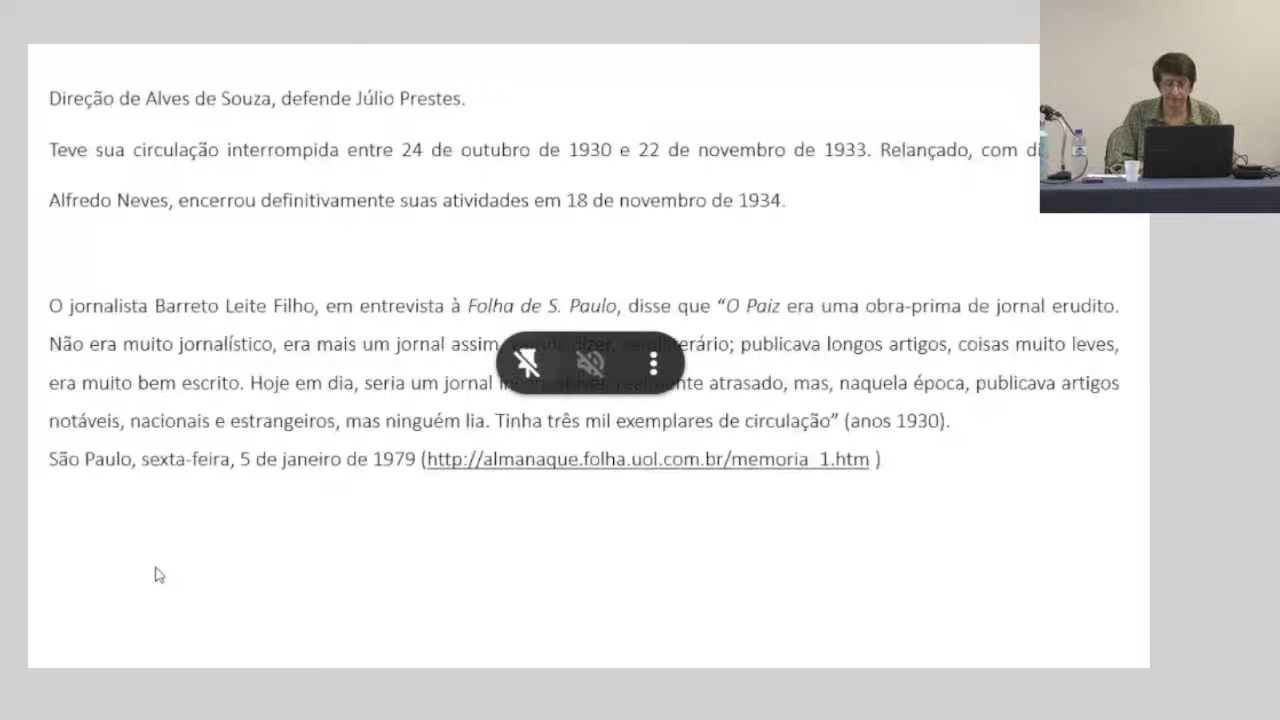 Direção de Alves de Souza, defende Júlio Prestes.
Teve sua circulação interrompida entre 24 de outubro de 1930 e 22 de novembro de 1933. Relançado, com
Alfredo Neves, encerrou definitivamente suas atividades em 18 de novembro de 1934.
O jornalista Barreto Leite Filho, em entrevista à Folha de S. Paulo, disse que “O Paiz era uma obra-prima de jornal erudito.
Não era muito jornalístico, era mais um jornal assim, vamos dizer, publicava longos artigos, coisas muito leves,
era muito bem escrito. Hoje em dia, seria um jornal realmente atrasado, mas, naquela época, publicava artigos
notáveis, nacionais e estrangeiros, mas ninguém lia. Tinha três mil exemplares de circulação” (anos 1930).
São Paulo, sexta-feira, 5 de janeiro de 1979 (http://almanaque.folha.uol.com.br/memoria_1.htm )